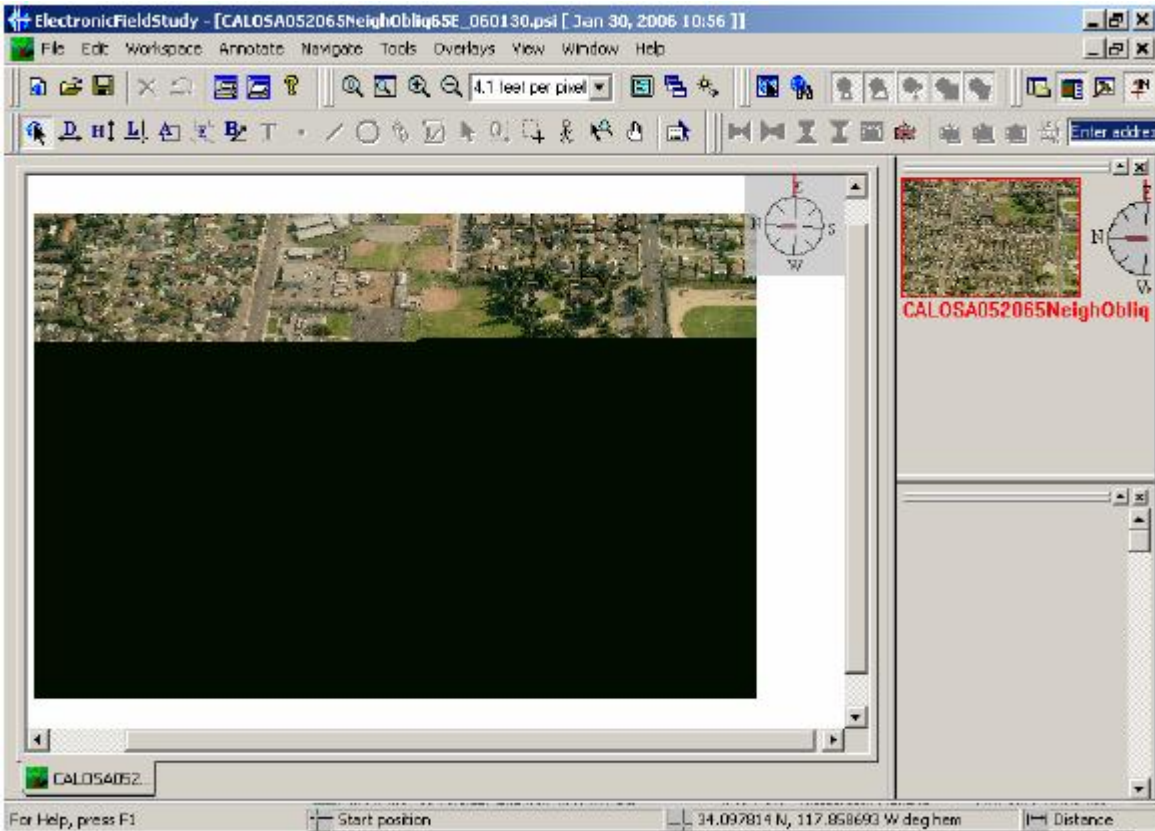 ElectronicFieldStudy - [CALOSA052065NeighObliq65E_060130.psi [ Jan 30, 2006 10:56 ]]
File Edit Workspace Annotate Navigate Tools Overlays View Window Help
4.1 feet per pixel
D H L A B T
Enter addres
E
N S
W
N
CALOSA052065NeighObliq
CALOSA052...
For Help, press F1
Start position
34.097814 N, 117.858693 W deg hem
Distance